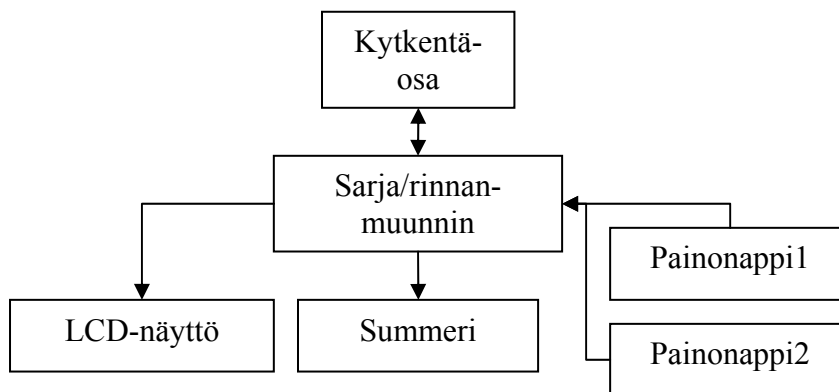 Kytkentä-
osa
Sarja/rinnan-
muunnin
Painonappi1
LCD-näyttö
Summeri
Painonappi2